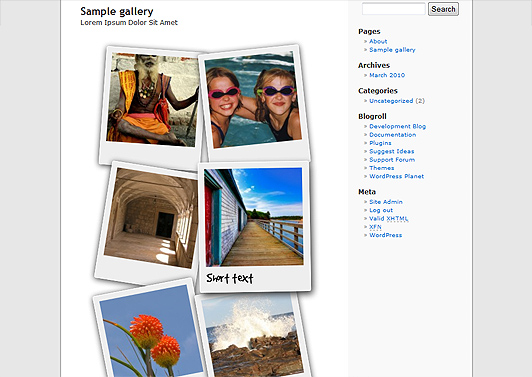 Sample gallery
Lorem Ipsum Dolor Sit Amet
Short text
Search
Pages
» About
» Sample gallery
Archives
» March 2010
Categories
» Uncategorized (2)
Blogroll
» Development Blog
» Documentation
» Plugins
» Suggest Ideas
» Support Forum
» Themes
» WordPress Planet
Meta
» Site Admin
» Log out
» Valid XHTML
» XFN
» WordPress